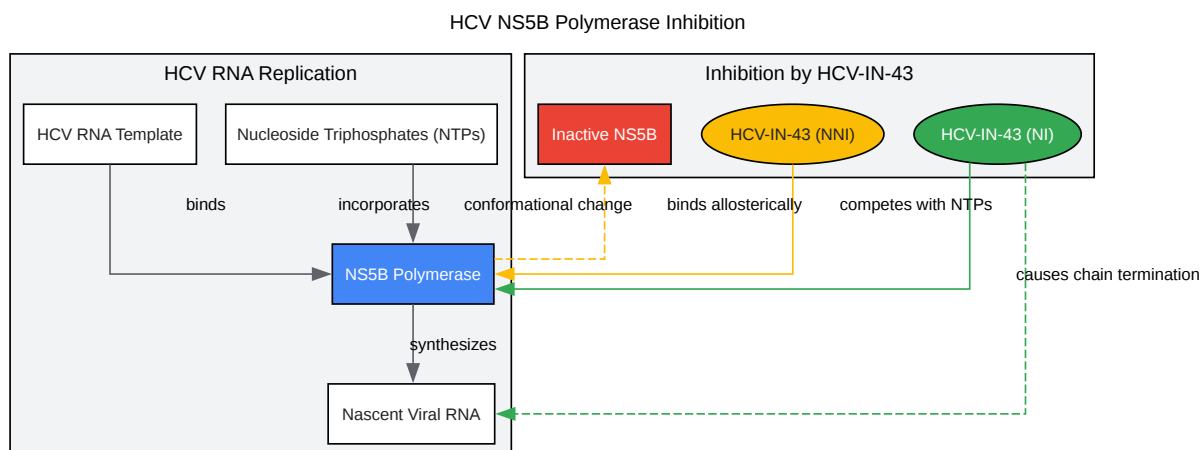 HCV NS5B Polymerase Inhibition
HCV RNA Replication
Inhibition by HCV-IN-43
HCV RNA Template
Nucleoside Triphosphates (NTPs)
Inactive NS5B
HCV-IN-43 (NNI)
HCV-IN-43 (NI)
binds
incorporates
conformational change
binds allosterically
competes with NTPs
NS5B Polymerase
causes chain termination
synthesizes
Nascent Viral RNA